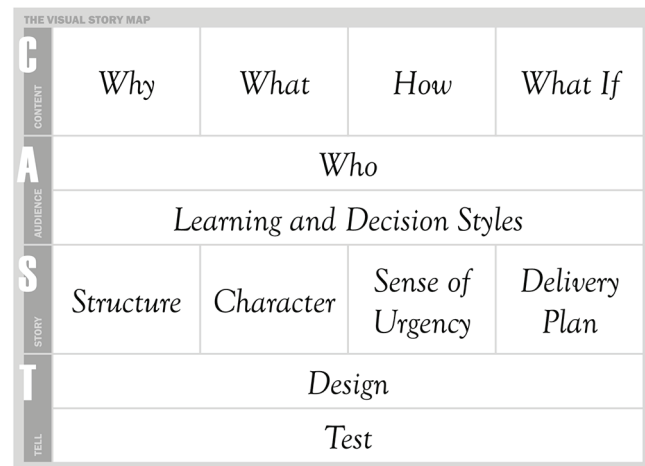 THE VISUAL STORY MAP
C
CONTENT
Why
What
How
What If
A
AUDIENCE
Who
Learning and Decision Styles
S
STORY
Structure
Character
Sense of
Urgency
Delivery
Plan
T
TELL
Design
Test